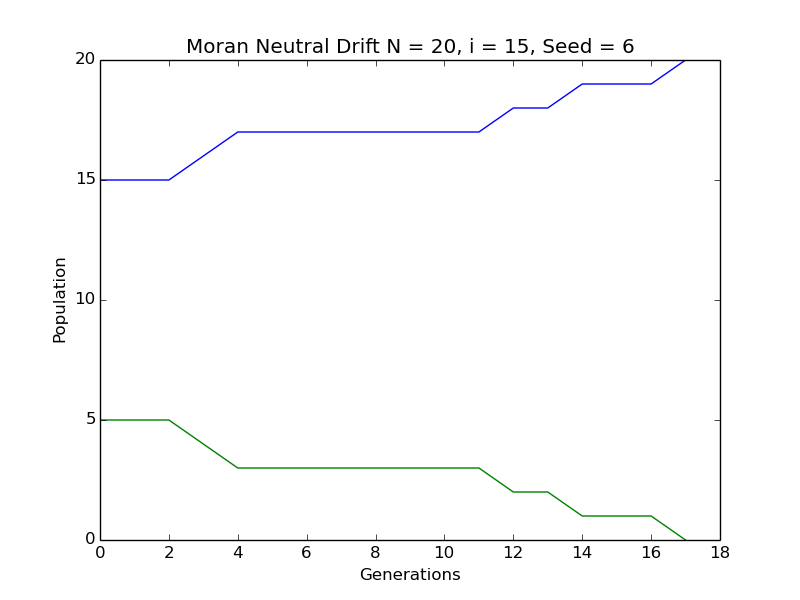 Moran Neutral Drift N = 20, i = 15, Seed = 6
20
15
10
5
0
Population
0 2 4 6 8 10 12 14 16 18
Generations